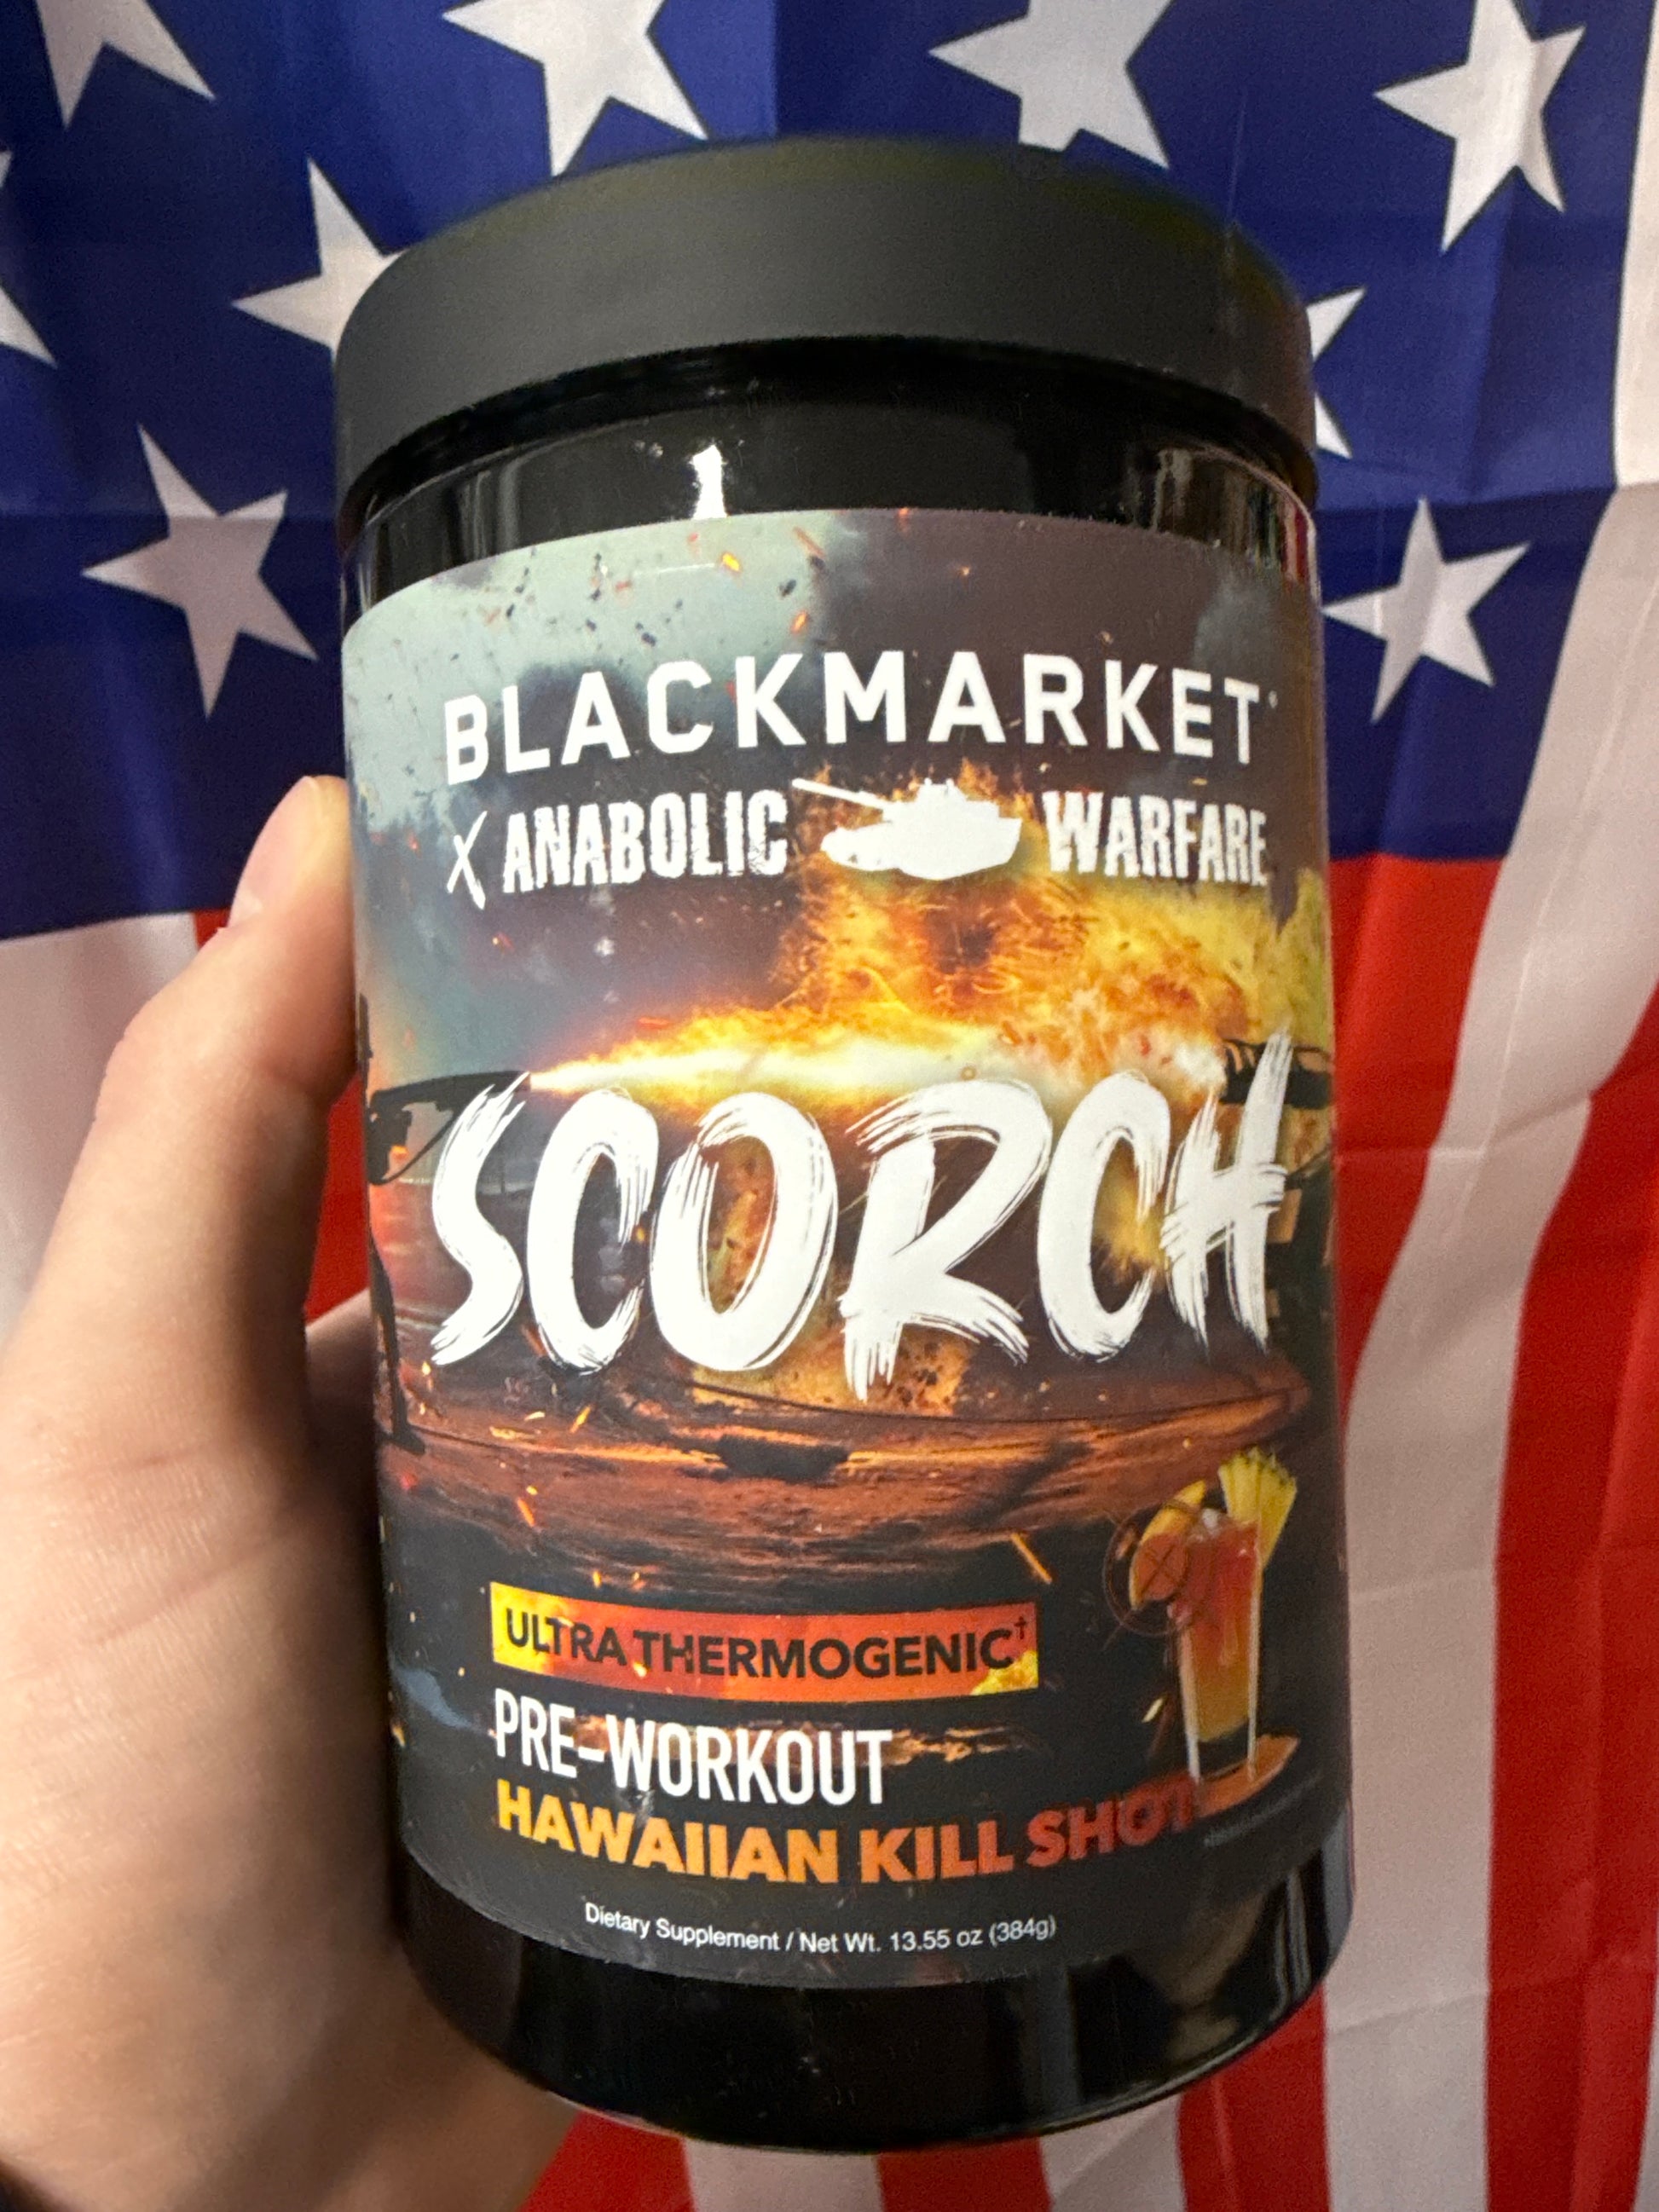 BLACKMARKET®
X ANABOLIC WARFARE
SCORCH
ULTRA THERMOGENIC†
PRE-WORKOUT
HAWAIIAN KILL SHOT
Dietary Supplement / Net Wt. 13.55 oz (384g)